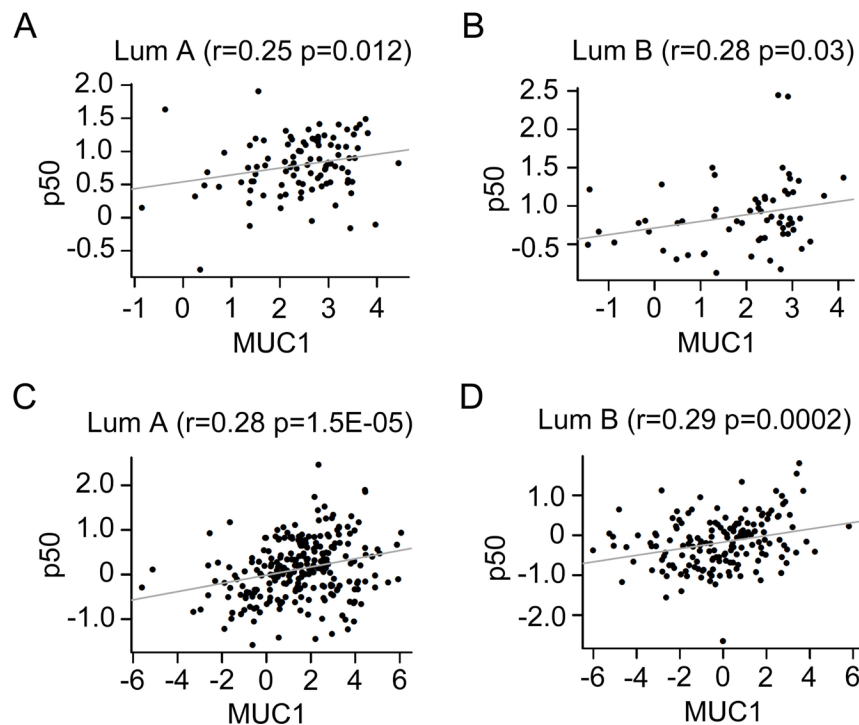 A
Lum A (r=0.25 p=0.012)
2.0
1.5
1.0
0.5
0
-0.5
p50
-1 0 1 2 3 4
MUC1
B
Lum B (r=0.28 p=0.03)
2.5
2.0
1.5
1.0
-0.5
p50
-1 0 1 2 3 4
MUC1
C
Lum A (r=0.28 p=1.5E-05)
2.0
1.0
0
-1.0
p50
-6 -4 -2 0 2 4 6
MUC1
D
Lum B (r=0.29 p=0.0002)
1.0
0
-1.0
-2.0
p50
-6 -4 -2 0 2 4 6
MUC1